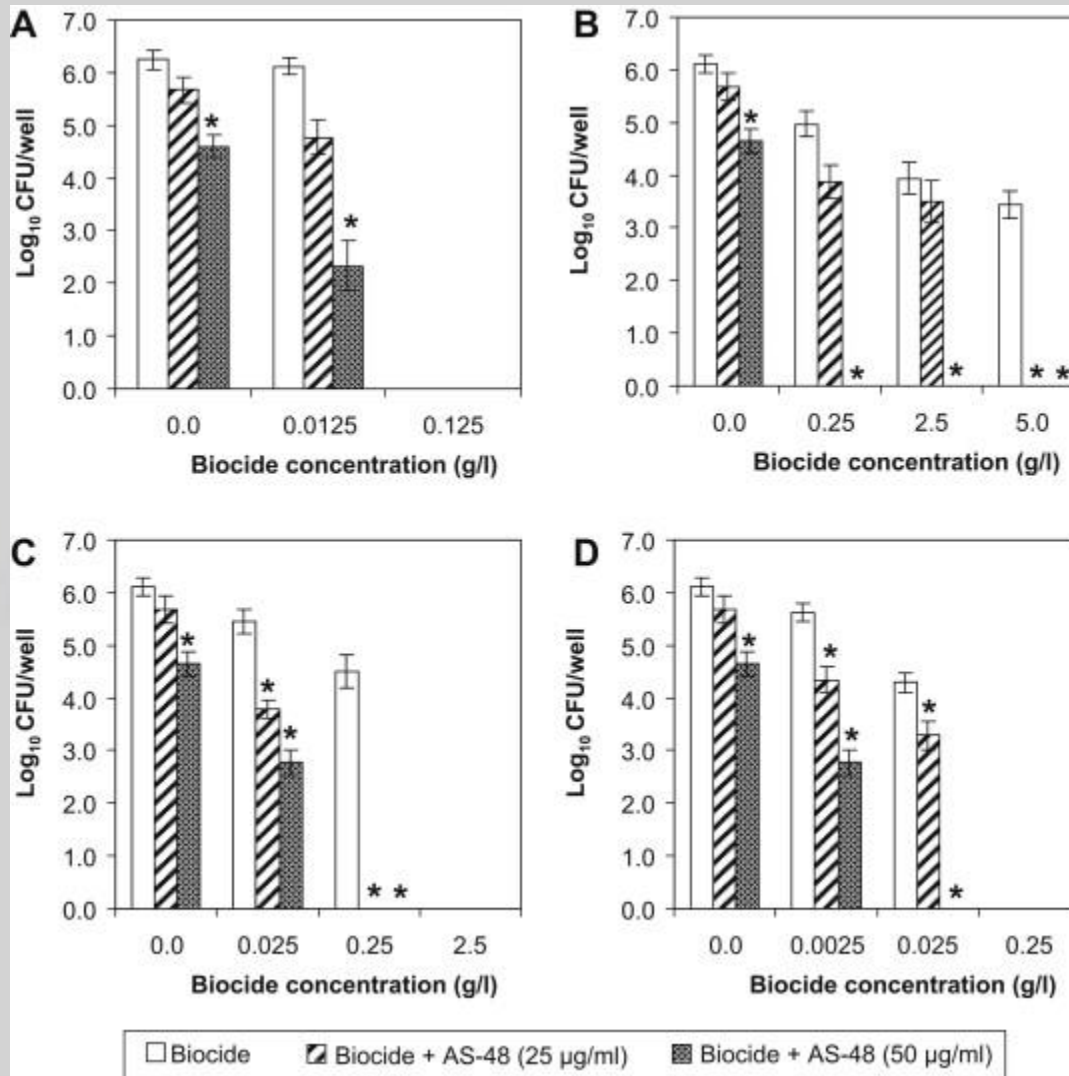 A
Log₁₀ CFU/well
7.0
6.0
5.0
4.0
3.0
2.0
1.0
0.0
*
*
0.0 0.0125 0.125
Biocide concentration (g/l)
B
Log₁₀ CFU/well
7.0
6.0
5.0
4.0
3.0
2.0
1.0
0.0
*
* * * *
0.0 0.25 2.5 5.0
Biocide concentration (g/l)
C
Log₁₀ CFU/well
7.0
6.0
5.0
4.0
3.0
2.0
1.0
0.0
*
*
*
* *
0.0 0.025 0.25 2.5
Biocide concentration (g/l)
D
Log₁₀ CFU/well
7.0
6.0
5.0
4.0
3.0
2.0
1.0
0.0
*
*
*
*
*
0.0 0.0025 0.025 0.25
Biocide concentration (g/l)
Biocide Biocide + AS-48 (25 µg/ml) Biocide + AS-48 (50 µg/ml)